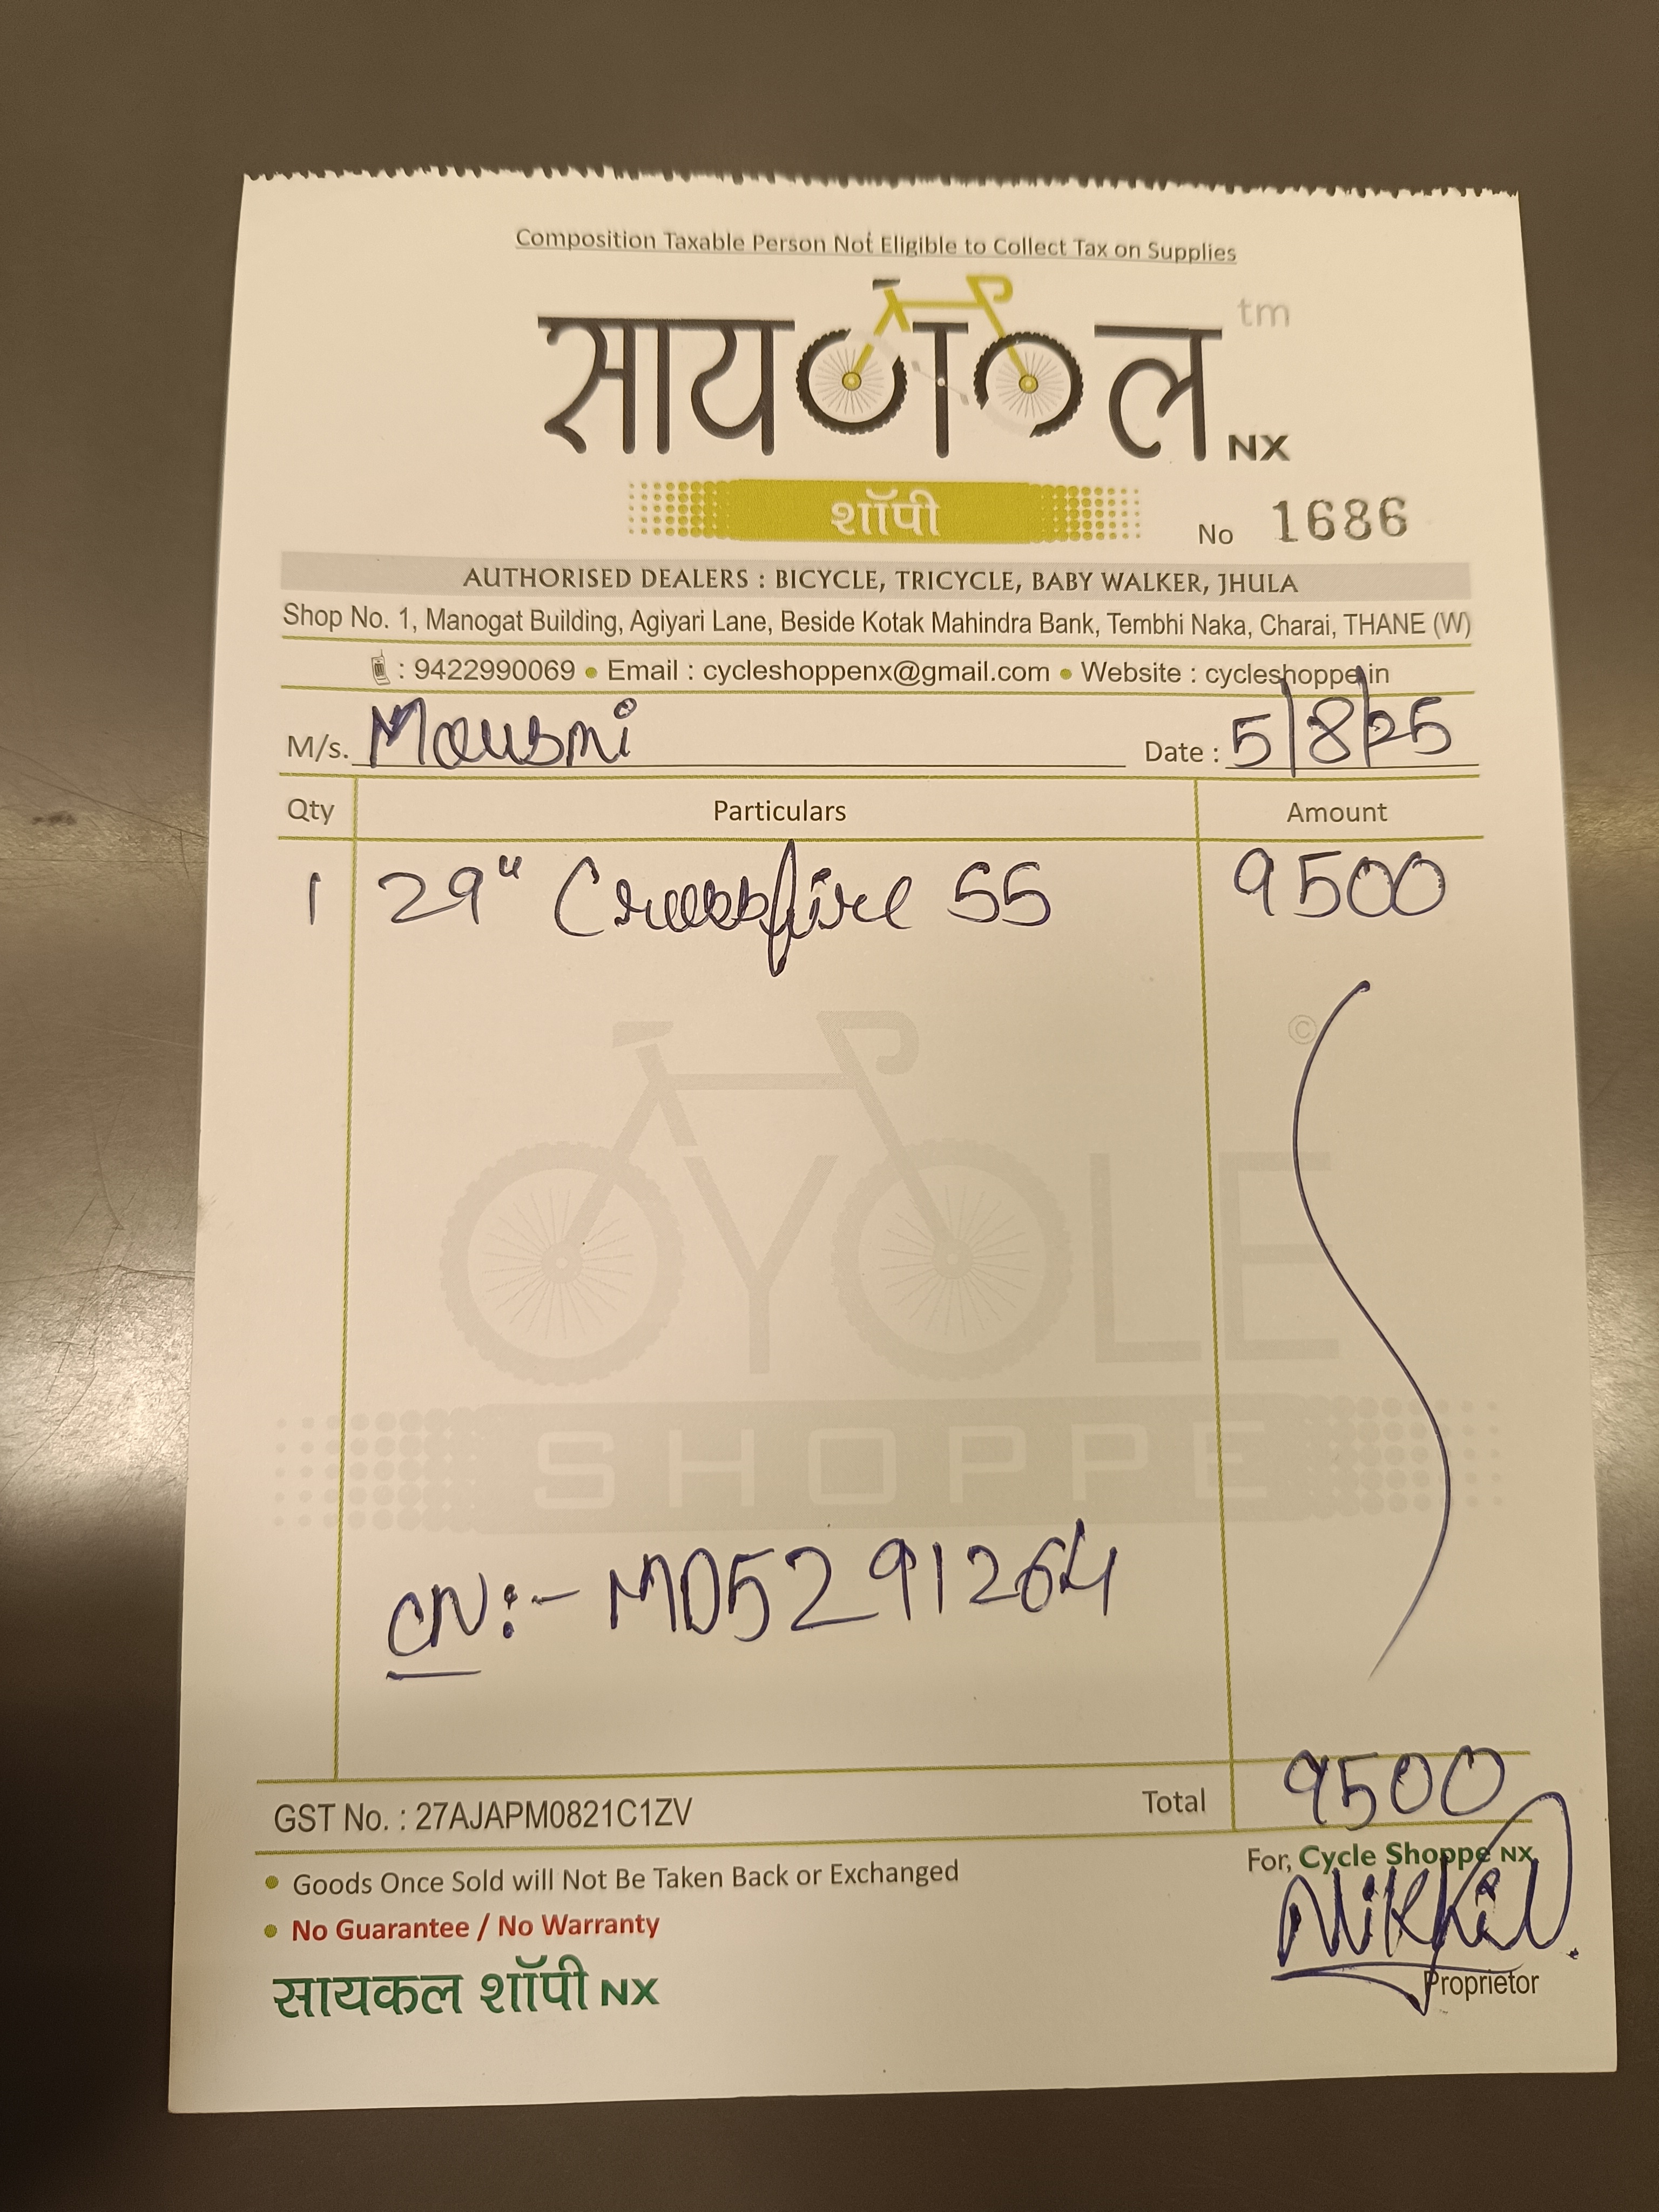 Composition Taxable Person Not Eligible to Collect Tax on Supplies
सायकल tm
NX
शॉपी
No 1686
AUTHORISED DEALERS : BICYCLE, TRICYCLE, BABY WALKER, JHULA
Shop No. 1, Manogat Building, Agiyari Lane, Beside Kotak Mahindra Bank, Tembhi Naka, Charai, THANE (W)
: 9422990069 • Email : cycleshoppenx@gmail.com • Website : cycleshoppe.in
M/s. Mausmi Date : 5/8/25
Qty Particulars Amount
1 29" Crossfire SS 9500
©
CYCLE
SHOPPE
CN:- MD5291264
GST No. : 27AJAPM0821C1ZV Total 9500
• Goods Once Sold will Not Be Taken Back or Exchanged
For, Cycle Shoppe NX
• No Guarantee / No Warranty
Nikhil
सायकल शॉपी NX
Proprietor